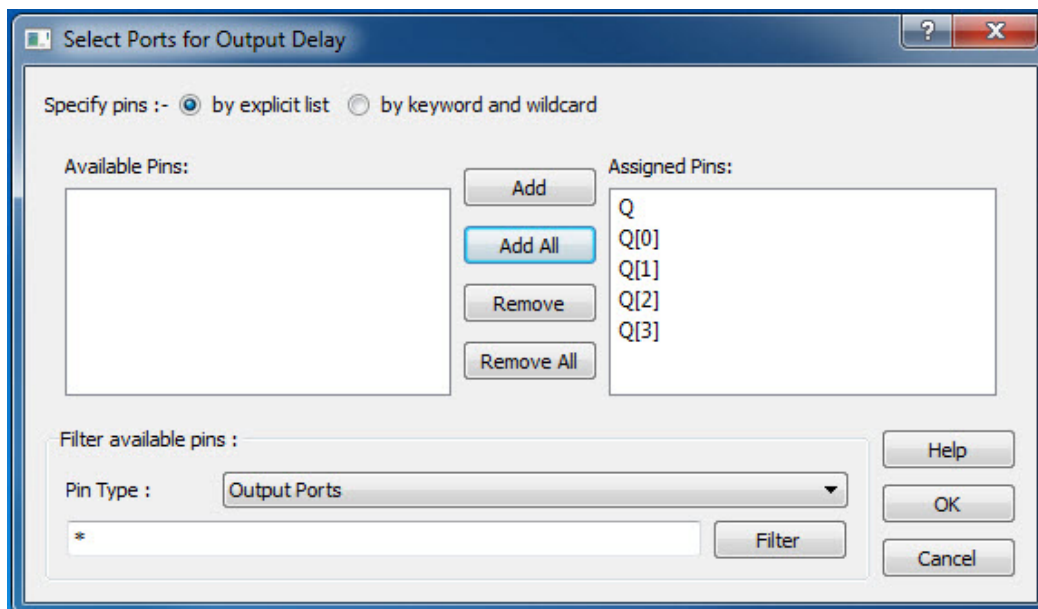 Select Ports for Output Delay
?
X
Specify pins :- by explicit list by keyword and wildcard
Available Pins:
Add
Add All
Remove
Remove All
Assigned Pins:
Q
Q[0]
Q[1]
Q[2]
Q[3]
Filter available pins :
Pin Type : Output Ports
*
Filter
Help
OK
Cancel